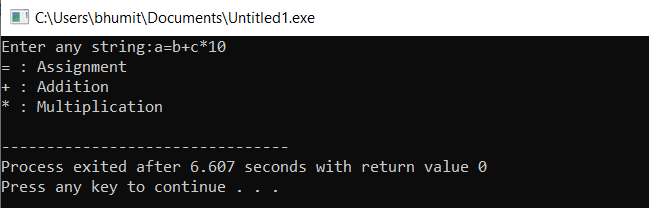 C:\Users\bhumit\Documents\Untitled1.exe
Enter any string:a=b+c*10
= : Assignment
+ : Addition
* : Multiplication
--------------------------------
Process exited after 6.607 seconds with return value 0
Press any key to continue . . .